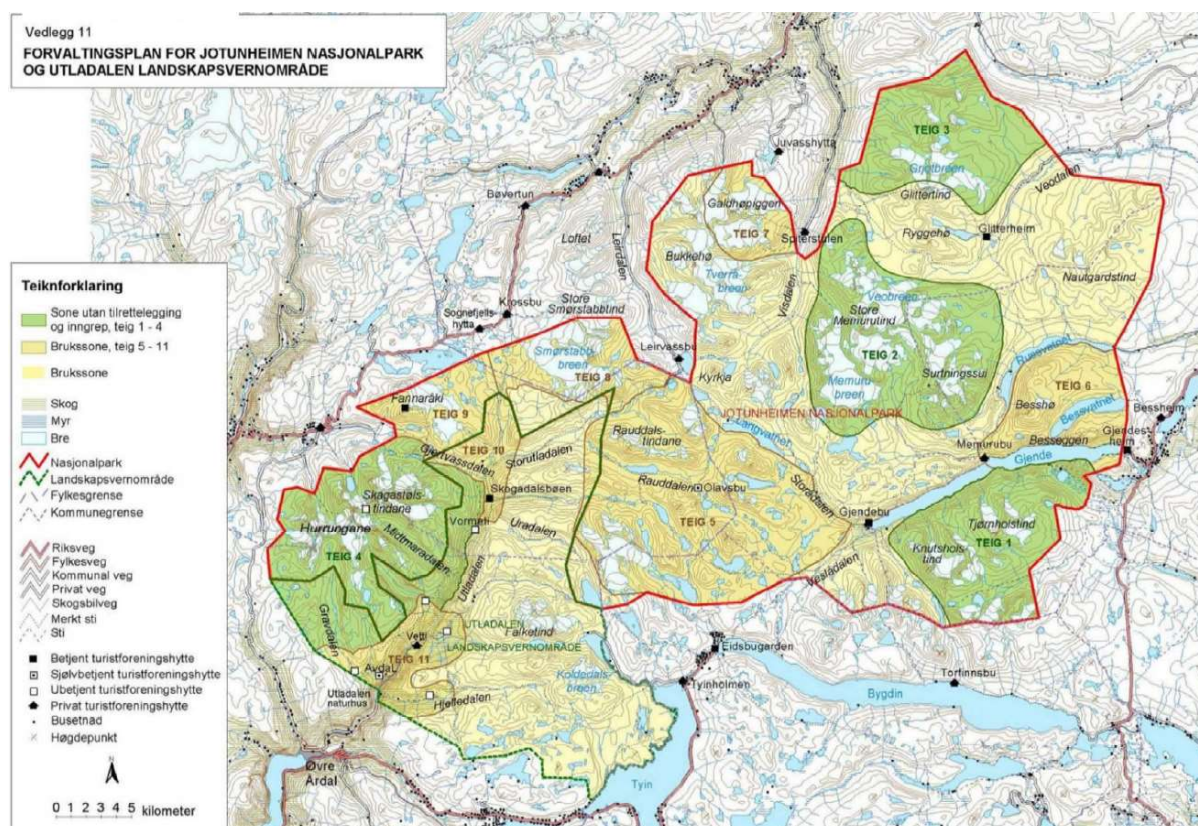 Vedlegg 11
FORVALTINGSPLAN FOR JOTUNHEIMEN NASJONALPARK
OG UTLADALEN LANDSKAPSVERNOMRÅDE
Teiknforklaring
Sone utan tilrettelegging
og inngrep, teig 1 - 4
Brukssone, teig 5 - 11
Brukssone
Skog
Myr
Bre
Nasjonalpark
Landskapsvernområde
Fylkesgrense
Kommunegrense
Riksveg
Fylkesveg
Kommunal veg
Privat veg
Skogsbilveg
Merkt sti
Sti
Betjent turistforeningshytte
Sjølvbetjent turistforeningshytte
Ubetjent turistforeningshytte
Privat turistforeningshytte
Busetnad
Høgdepunkt
N
0 1 2 3 4 5 kilometer
TEIG 3
Grjotbreen
Juvasshytta
Glittertind
Veodalen
Bøvertun
Galdhøpiggen
Loftet
Leirdalen
TEIG 7
Spiterstulen
Ryggehø
Glitterheim
Bukkehø
Tverrå-
breen
Visdalen
Nautgardstind
Veobreen
Store
Memurutind
Krossbu
Store
Smørstabbtind
Sognefjells-
hytta
Leirvassbu
Smørstabb-
breen
TEIG 8
Kyrkja
TEIG 2
Surtningssui
Memuru-
breen
Russvatnet
TEIG 6
Besshø
Bessvatnet
Bessheim
Fannaråki
TEIG 9
JOTUNHEIMEN NASJONALPARK
Langvatnet
Besseggen
Gjendes-
heim
Rauddals-
tindane
Memurubu
Gjende
TEIG 10
Gjertvassdalen
Storutladalen
Skagastøls-
tindane
Skogadalsbøen
Rauddalen
Olavsbu
Storådalen
Gjendebu
Hurrungane
Midtmaradalen
Vormeli
Uradalen
TEIG 5
Tjørnholstind
TEIG 4
Knutshols-
tind
TEIG 1
Utladalen
Veslådalen
Gravdalen
UTLADALEN
LANDSKAPSVERNOMRÅDE
Falketind
Vetti
TEIG 11
Avdal
Eidsbugarden
Koldedals-
breen
Tyinholmen
Torfinnsbu
Utladalen
naturhus
Hjelledalen
Bygdin
Øvre
Årdal
Tyin